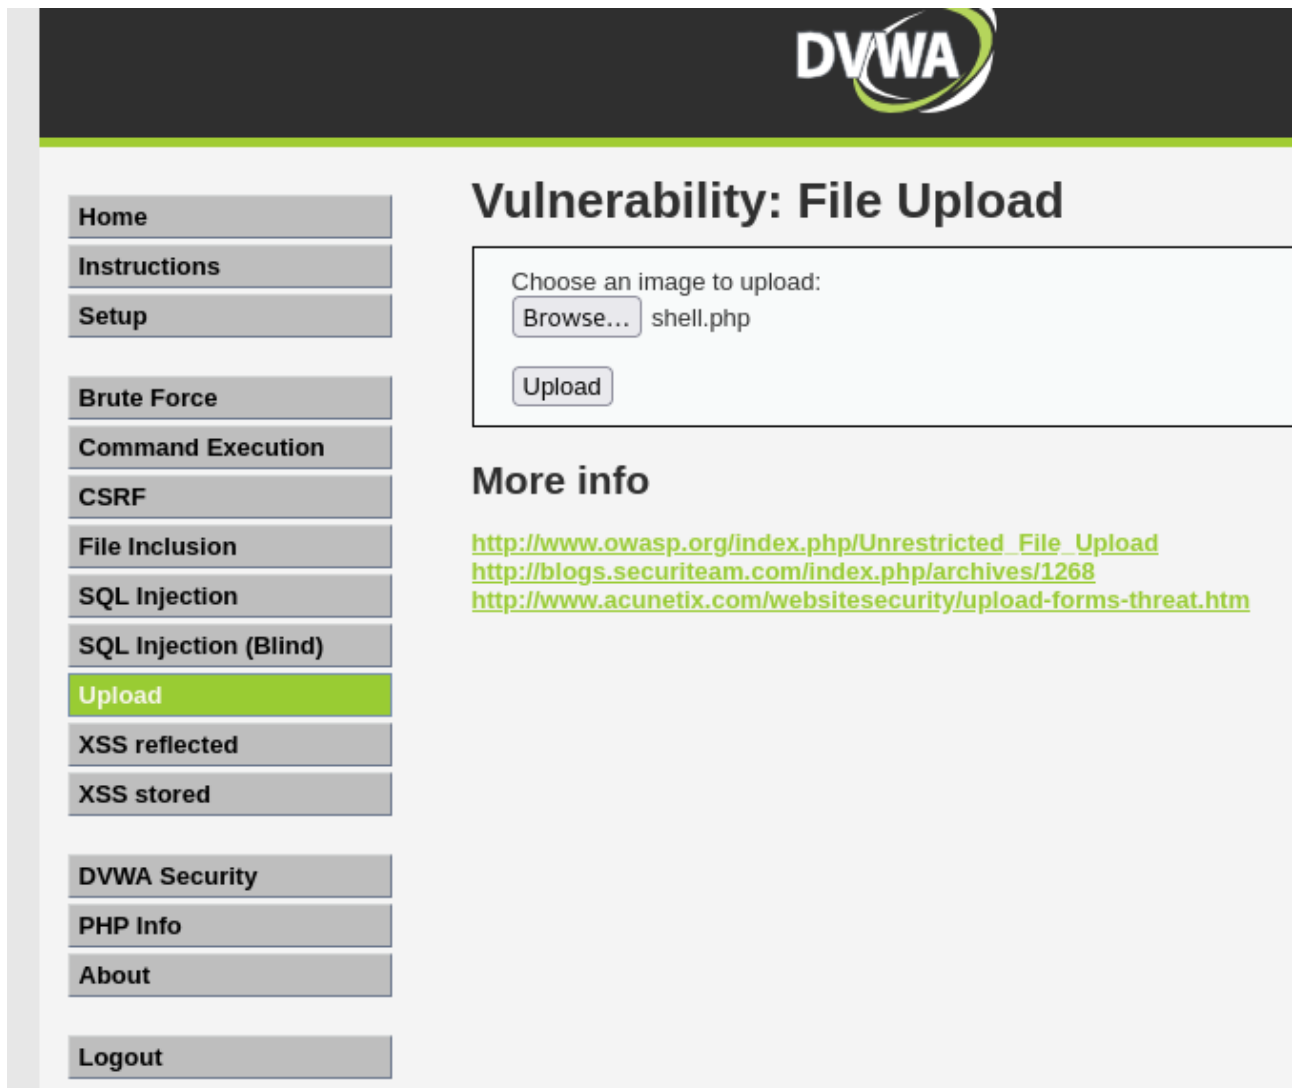 DVWA
Home
Instructions
Setup
Brute Force
Command Execution
CSRF
File Inclusion
SQL Injection
SQL Injection (Blind)
Upload
XSS reflected
XSS stored
DVWA Security
PHP Info
About
Logout
Vulnerability: File Upload
Choose an image to upload:
Browse... shell.php
Upload
More info
http://www.owasp.org/index.php/Unrestricted_File_Upload
http://blogs.securiteam.com/index.php/archives/1268
http://www.acunetix.com/websitesecurity/upload-forms-threat.htm